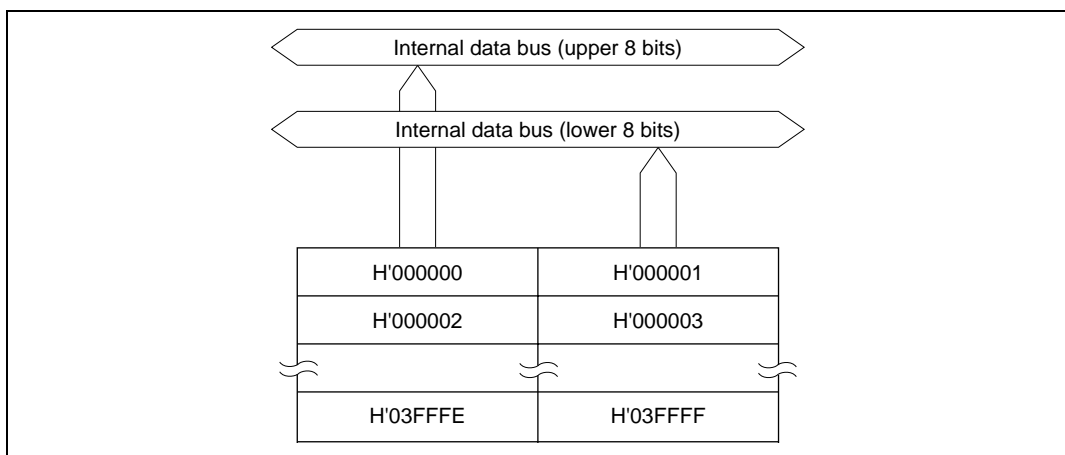 Internal data bus (upper 8 bits)
Internal data bus (lower 8 bits)
H'000000 H'000001
H'000002 H'000003
H'03FFFE H'03FFFF